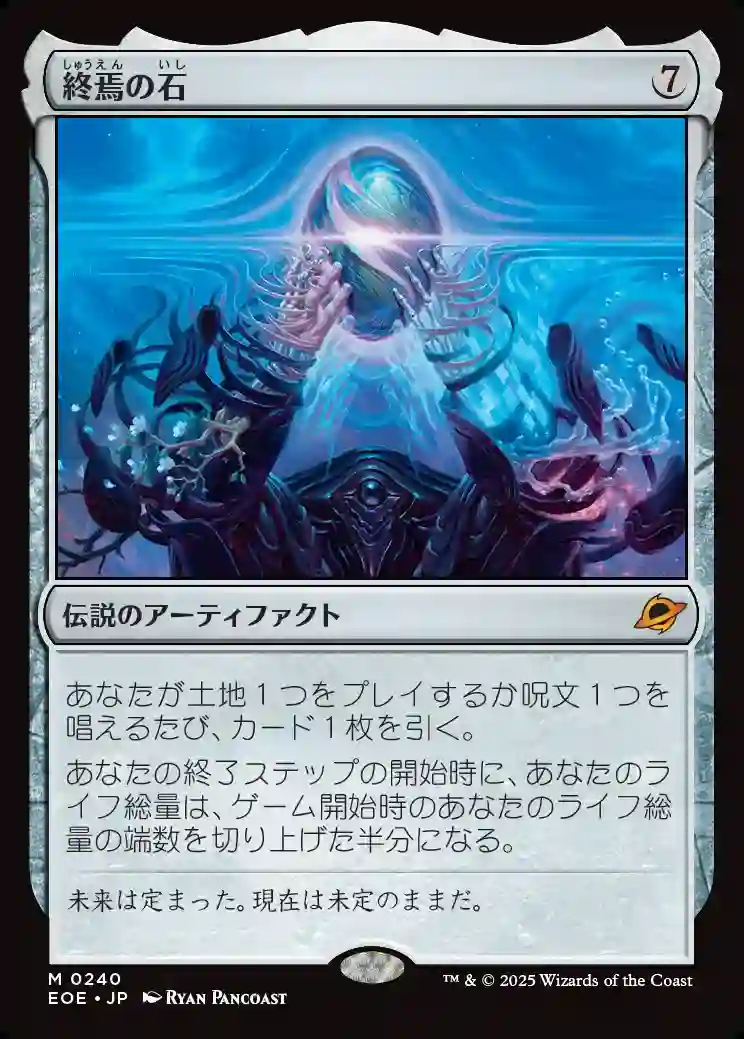 しゅうえん いし
終焉の石 7
伝説のアーティファクト
あなたが土地1つをプレイするか呪文1つを
唱えるたび、カード1枚を引く。
あなたの終了ステップの開始時に、あなたのラ
イフ総量は、ゲーム開始時のあなたのライフ総
量の端数を切り上げた半分になる。
未来は定まった。現在は未定のままだ。
M 0240
EOE • JP RYAN PANCOAST
™ & © 2025 Wizards of the Coast